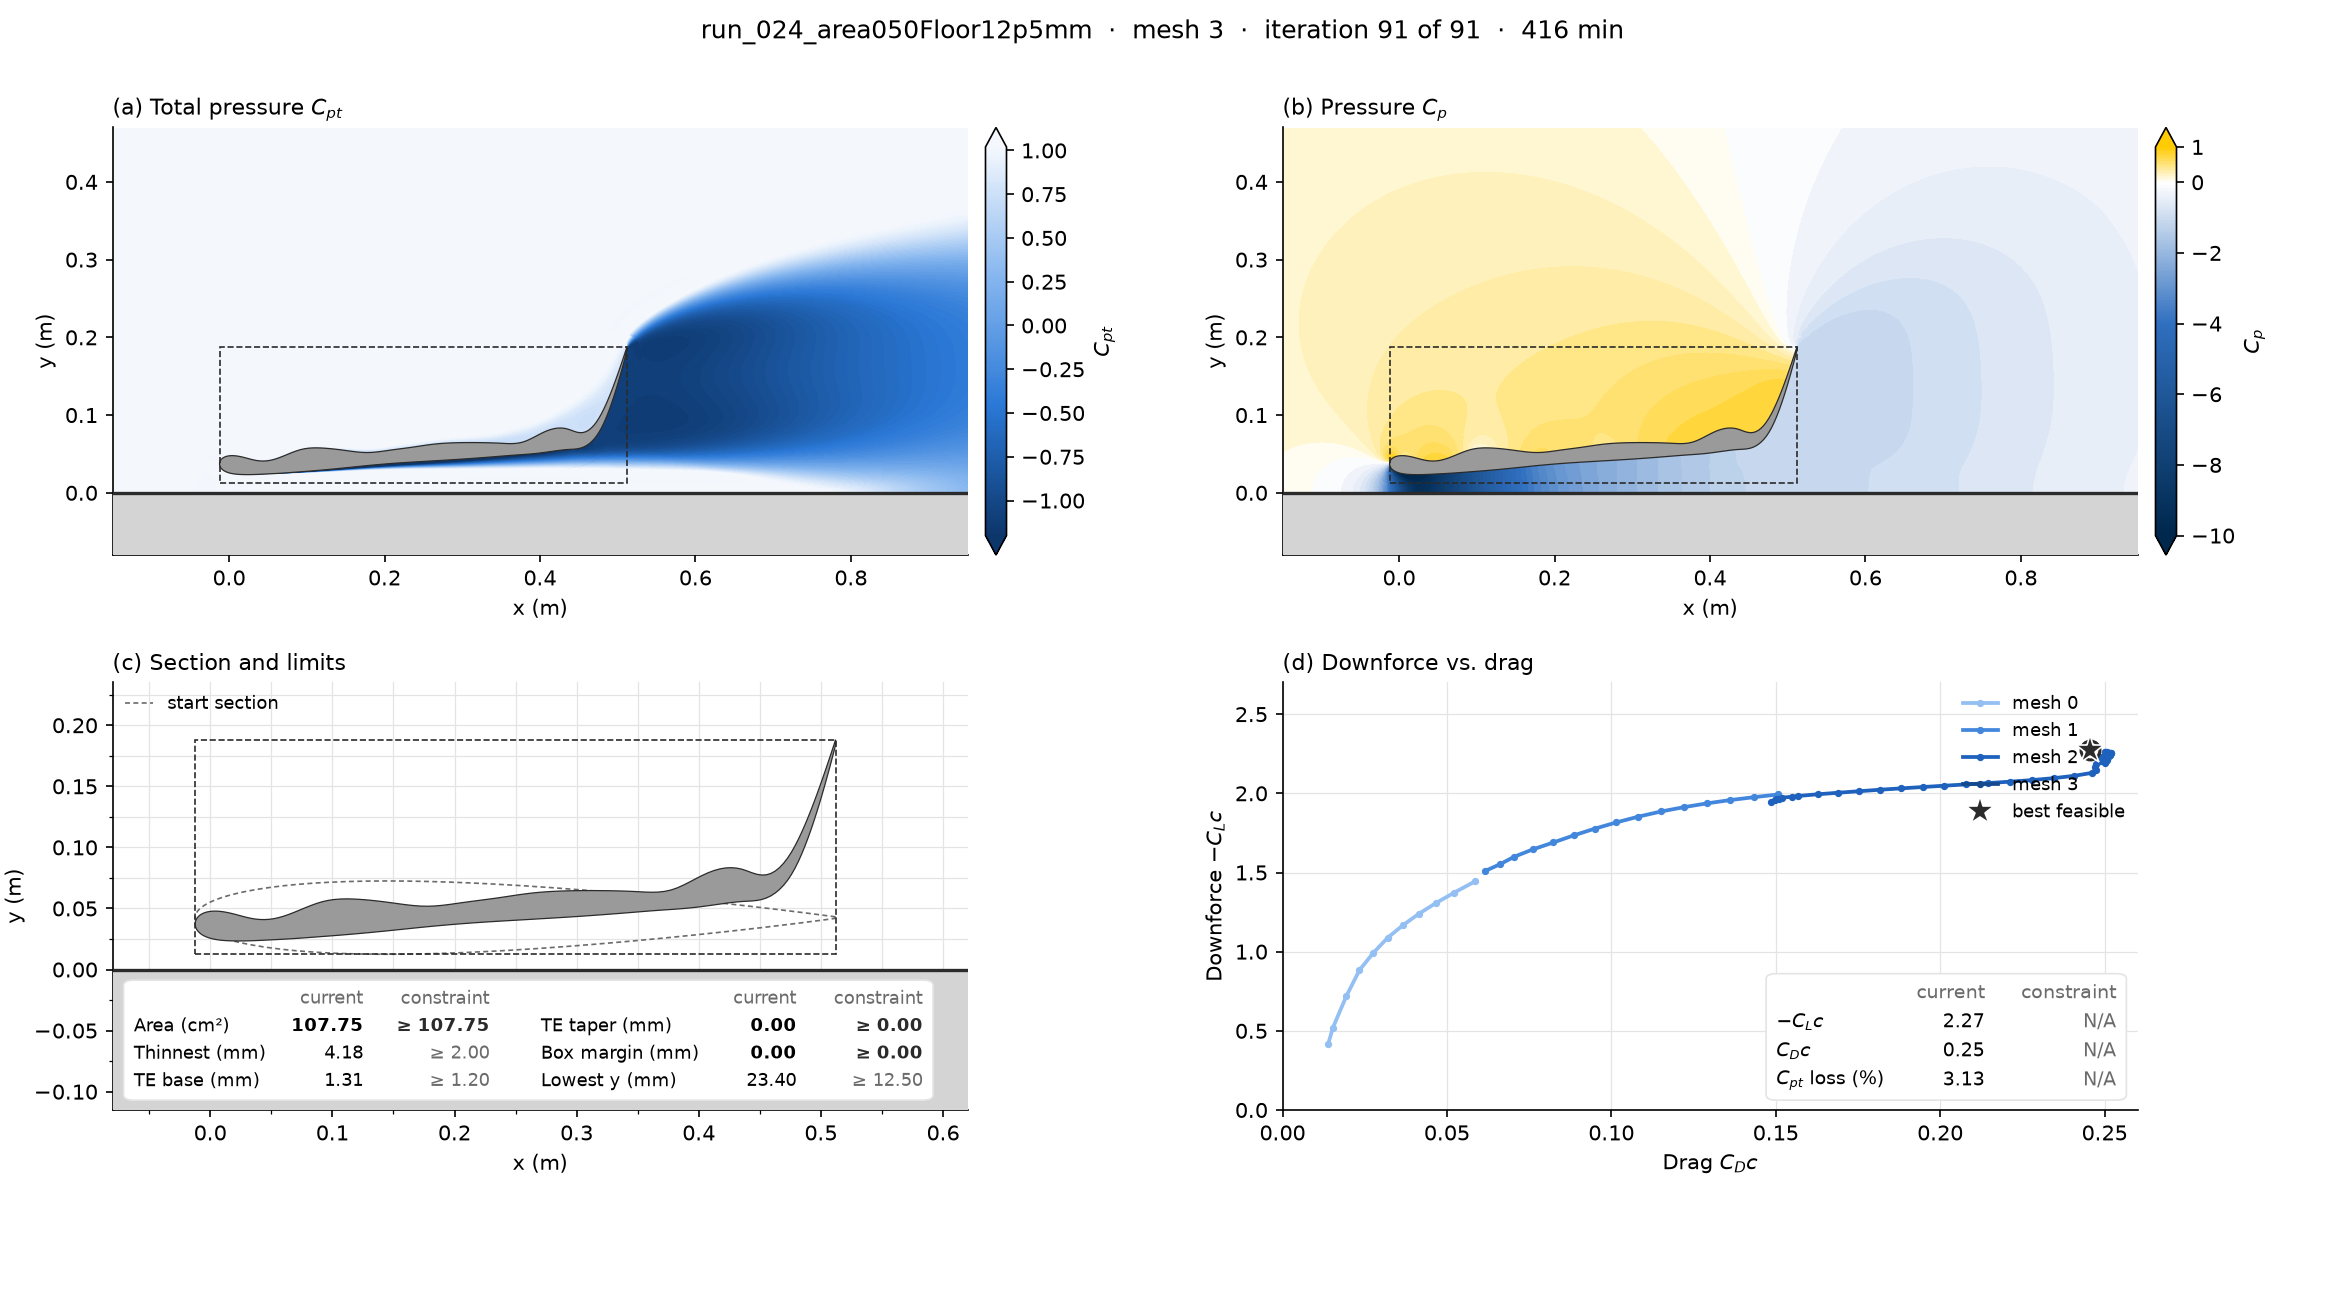 run_024_area050Floor12p5mm · mesh 3 · iteration 91 of 91 · 416 min
(a) Total pressure Cpt
y (m)
0.4
0.3
0.2
0.1
0.0
0.0 0.2 0.4 0.6 0.8
x (m)
1.00
0.75
0.50
0.25
0.00
−0.25
−0.50
−0.75
−1.00
Cpt
(b) Pressure Cp
y (m)
0.4
0.3
0.2
0.1
0.0
0.0 0.2 0.4 0.6 0.8
x (m)
1
0
−2
−4
−6
−8
−10
Cp
(c) Section and limits
start section
y (m)
0.20
0.15
0.10
0.05
0.00
−0.05
−0.10
current constraint current constraint
Area (cm²) 107.75 ≥ 107.75 TE taper (mm) 0.00 ≥ 0.00
Thinnest (mm) 4.18 ≥ 2.00 Box margin (mm) 0.00 ≥ 0.00
TE base (mm) 1.31 ≥ 1.20 Lowest y (mm) 23.40 ≥ 12.50
0.0 0.1 0.2 0.3 0.4 0.5 0.6
x (m)
(d) Downforce vs. drag
Downforce −CLc
2.5
2.0
1.5
1.0
0.5
0.0
mesh 0
mesh 1
mesh 2
mesh 3
best feasible
current constraint
−CLc 2.27 N/A
CDc 0.25 N/A
Cpt loss (%) 3.13 N/A
0.00 0.05 0.10 0.15 0.20 0.25
Drag CDc